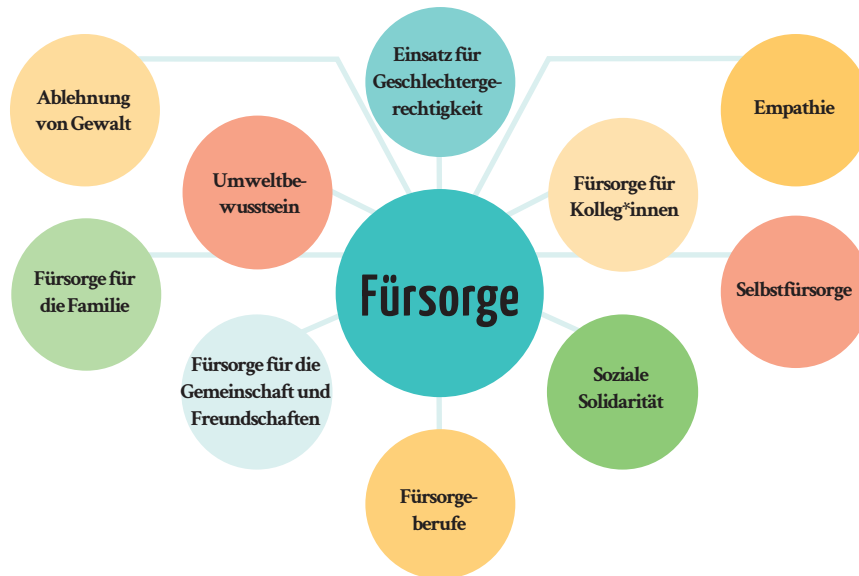 Einsatz für
Geschlechterge-
rechtigkeit
Ablehnung
von Gewalt
Empathie
Umweltbe-
wusstsein
Fürsorge für
Kolleg*innen
Fürsorge für
die Familie
Fürsorge
Selbstfürsorge
Fürsorge für die
Gemeinschaft und
Freundschaften
Soziale
Solidarität
Fürsorge-
berufe